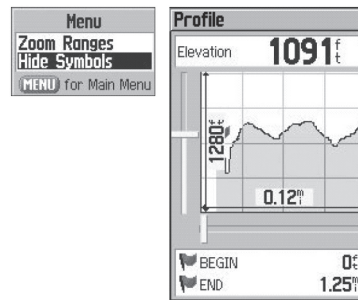 Menu
Zoom Ranges
Hide Symbols
MENU for Main Menu
Profile
Elevation 1091ft
1280ft
0.12mi
BEGIN 0ft
END 1.25mi